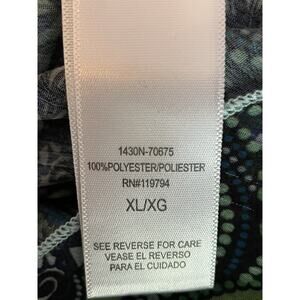 1430N-70675
100%POLYESTER/POLIESTER
RN#119794
XL/XG
SEE REVERSE FOR CARE
VEASE EL REVERSO
PARA EL CUIDADO